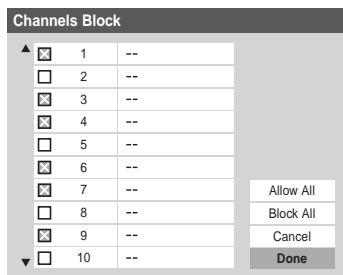 Channels Block
1 --
2 --
3 --
4 --
5 --
6 --
7 -- Allow All
8 -- Block All
9 -- Cancel
10 -- Done